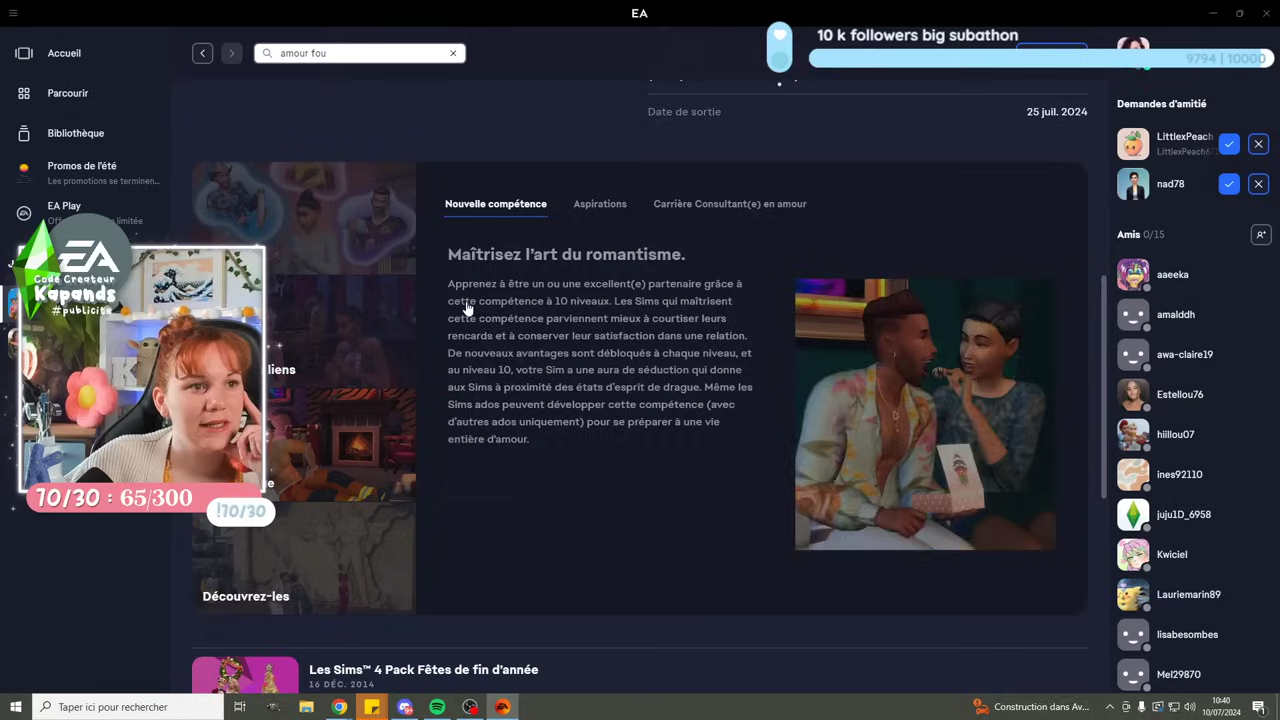 EA
Accueil
amour fou
10 k followers big subathon
9794 | 10000
Parcourir
Bibliothèque
Promos de l'été
Les promotions se terminen...
EA Play
limitée
Date de sortie
25 juil. 2024
Nouvelle compétence
Aspirations
Carrière Consultant(e) en amour
Maîtrisez l'art du romantisme.
Apprenez à être un ou une excellent(e) partenaire grâce à
cette compétence à 10 niveaux. Les Sims qui maîtrisent
cette compétence parviennent mieux à courtiser leurs
rencards et à conserver leur satisfaction dans une relation.
De nouveaux avantages sont débloqués à chaque niveau, et
au niveau 10, votre Sim a une aura de séduction qui donne
aux Sims à proximité des états d'esprit de drague. Même les
Sims ados peuvent développer cette compétence (avec
d'autres ados uniquement) pour se préparer à une vie
entière d'amour.
EA
Code Créateur
Kapands
#publicite
liens
e
70/30 : 65/300
!70/30
Découvrez-les
Les Sims™ 4 Pack Fêtes de fin d'année
16 DÉC. 2014
Demandes d'amitié
LittlexPeach
nad78
Amis 0/15
aaeeka
amalddh
awa-claire19
Estellou76
hiillou07
ines92110
juju1D_6958
Kwiciel
Lauriemarin89
lisabesombes
Mel29870
Taper ici pour rechercher
Construction dans Av...
10:40
10/07/2024